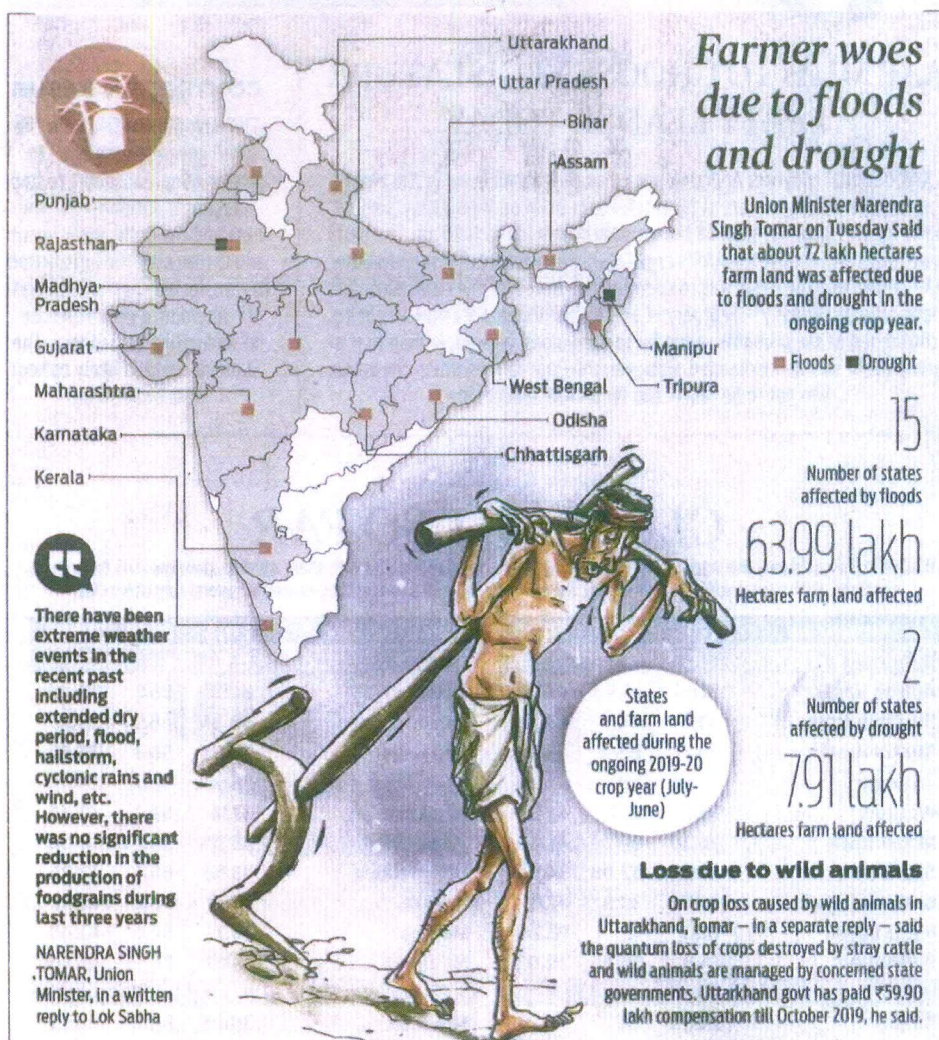 Farmer woes
due to floods
and drought
Union Minister Narendra
Singh Tomar on Tuesday said
that about 72 lakh hectares
farm land was affected due
to floods and drought in the
ongoing crop year.
Floods Drought
Uttarakhand
Uttar Pradesh
Bihar
Assam
Punjab
Rajasthan
Madhya
Pradesh
Gujarat
Maharashtra
Karnataka
Kerala
Manipur
Tripura
West Bengal
Odisha
Chhattisgarh
15
Number of states
affected by floods
63.99 lakh
Hectares farm land affected
2
Number of states
affected by drought
7.91 lakh
Hectares farm land affected
States
and farm land
affected during the
ongoing 2019-20
crop year (July-
June)
There have been
extreme weather
events in the
recent past
including
extended dry
period, flood,
hailstorm,
cyclonic rains and
wind, etc.
However, there
was no significant
reduction in the
production of
foodgrains during
last three years
NARENDRA SINGH
TOMAR, Union
Minister, in a written
reply to Lok Sabha
Loss due to wild animals
On crop loss caused by wild animals in
Uttarakhand, Tomar — in a separate reply — said
the quantum loss of crops destroyed by stray cattle
and wild animals are managed by concerned state
governments. Uttarkhand govt has paid ₹59.90
lakh compensation till October 2019, he said.